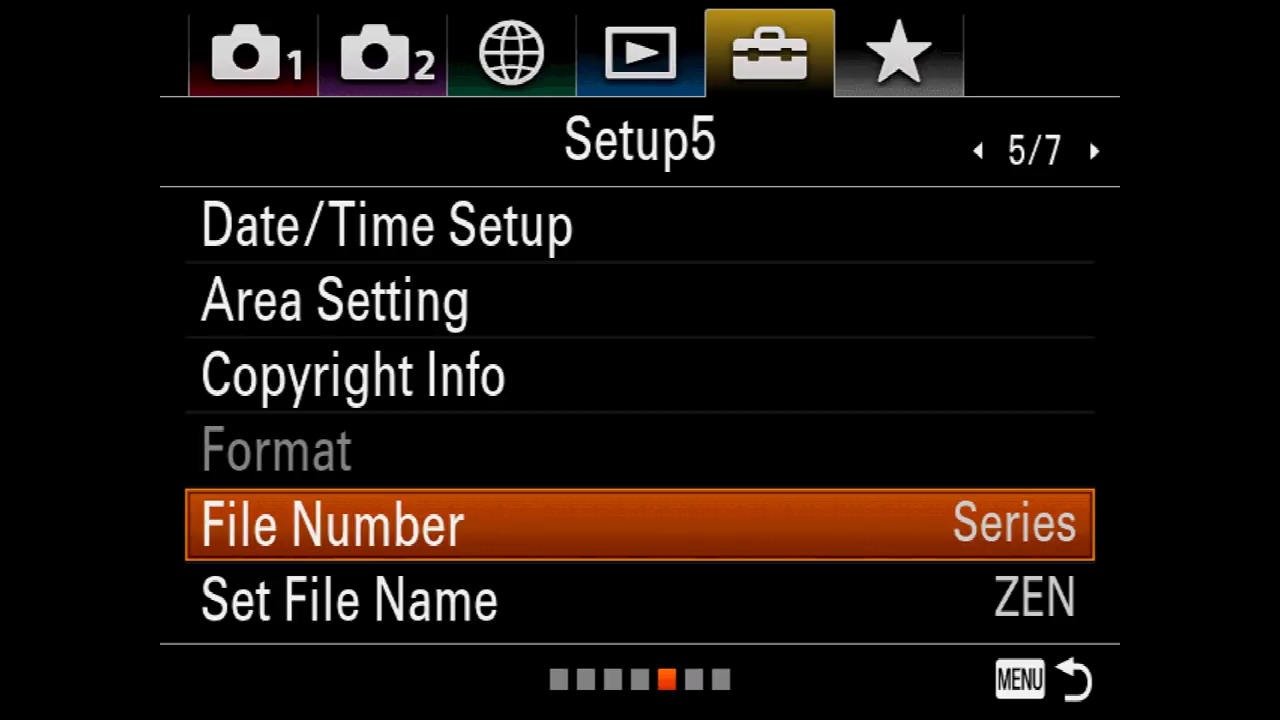 1 2
Setup5 5/7
Date/Time Setup
Area Setting
Copyright Info
Format
File Number Series
Set File Name ZEN
MENU